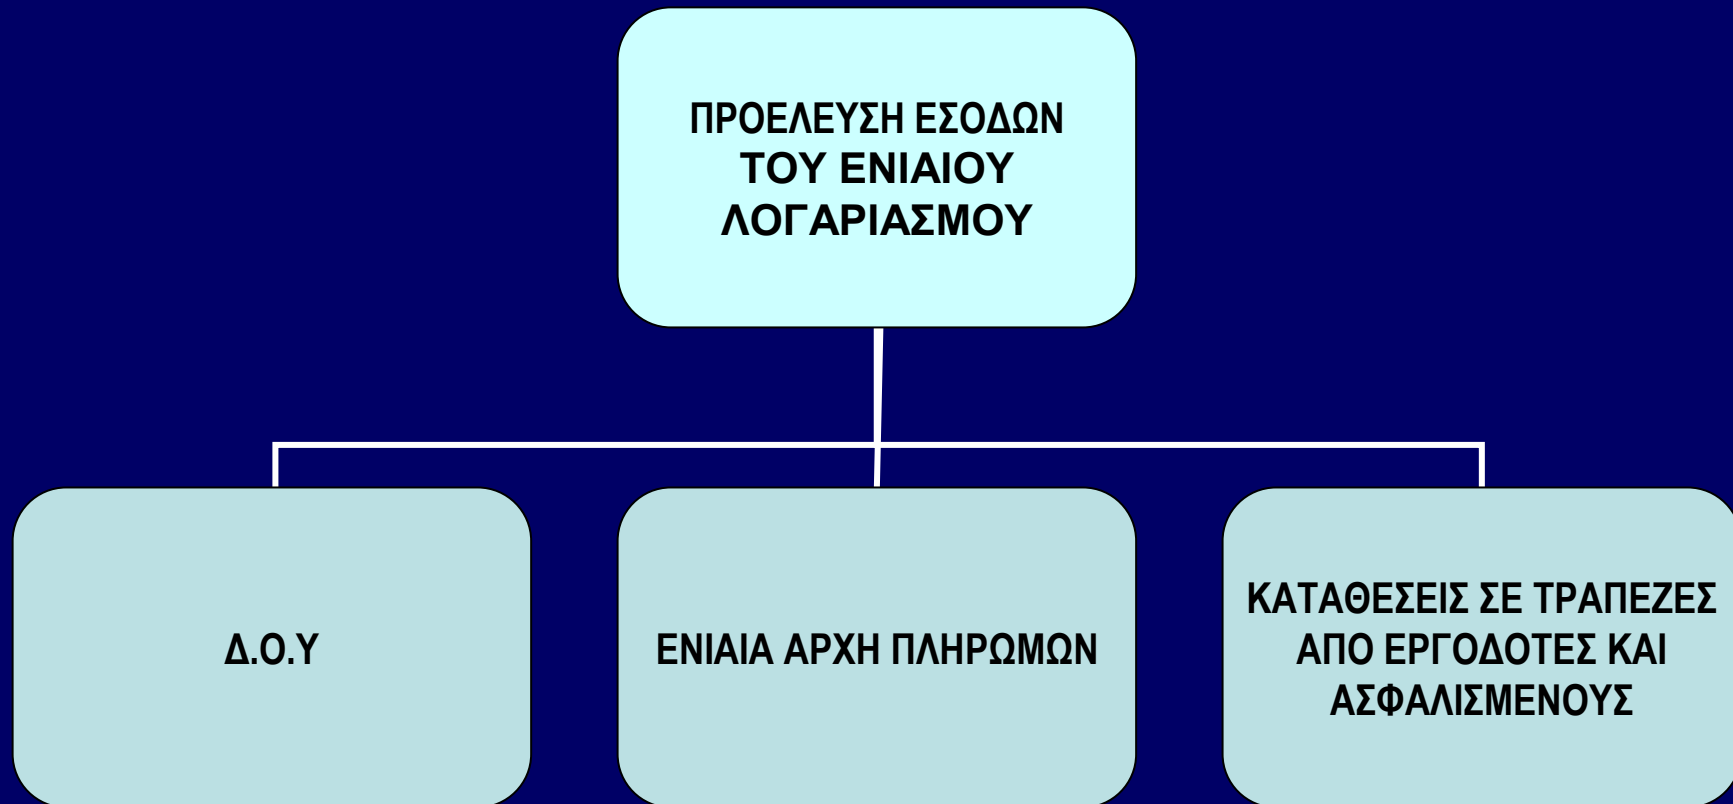 ΠΡΟΕΛΕΥΣΗ ΕΣΟΔΩΝ
ΤΟΥ ΕΝΙΑΙΟΥ
ΛΟΓΑΡΙΑΣΜΟΥ
Δ.Ο.Υ
ΕΝΙΑΙΑ ΑΡΧΗ ΠΛΗΡΩΜΩΝ
ΚΑΤΑΘΕΣΕΙΣ ΣΕ ΤΡΑΠΕΖΕΣ
ΑΠΟ ΕΡΓΟΔΟΤΕΣ ΚΑΙ
ΑΣΦΑΛΙΣΜΕΝΟΥΣ